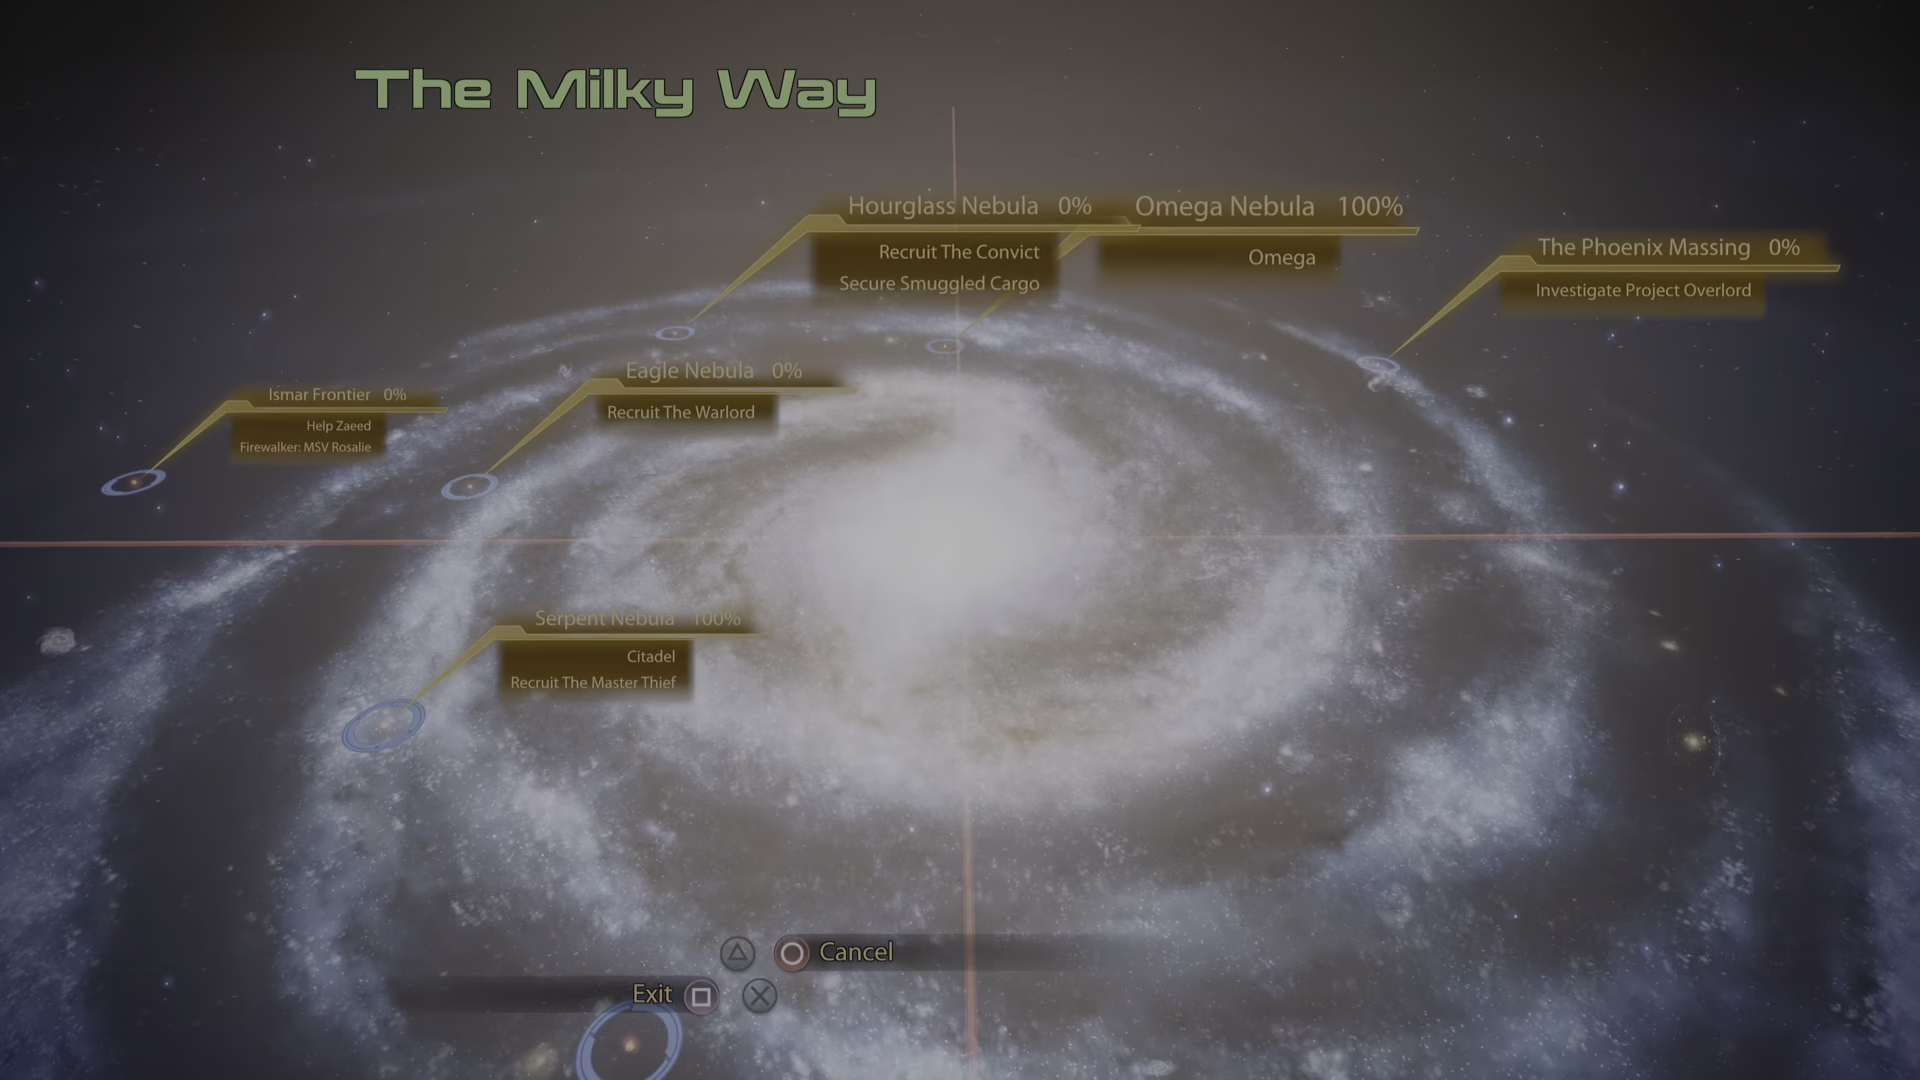 The Milky Way
Hourglass Nebula 0%
Recruit The Convict
Secure Smuggled Cargo
Omega Nebula 100%
Omega
The Phoenix Massing 0%
Investigate Project Overlord
Eagle Nebula 0%
Recruit The Warlord
Ismar Frontier 0%
Help Zaeed
Firewalker: MSV Rosalie
Serpent Nebula 100%
Citadel
Recruit The Master Thief
Cancel
Exit